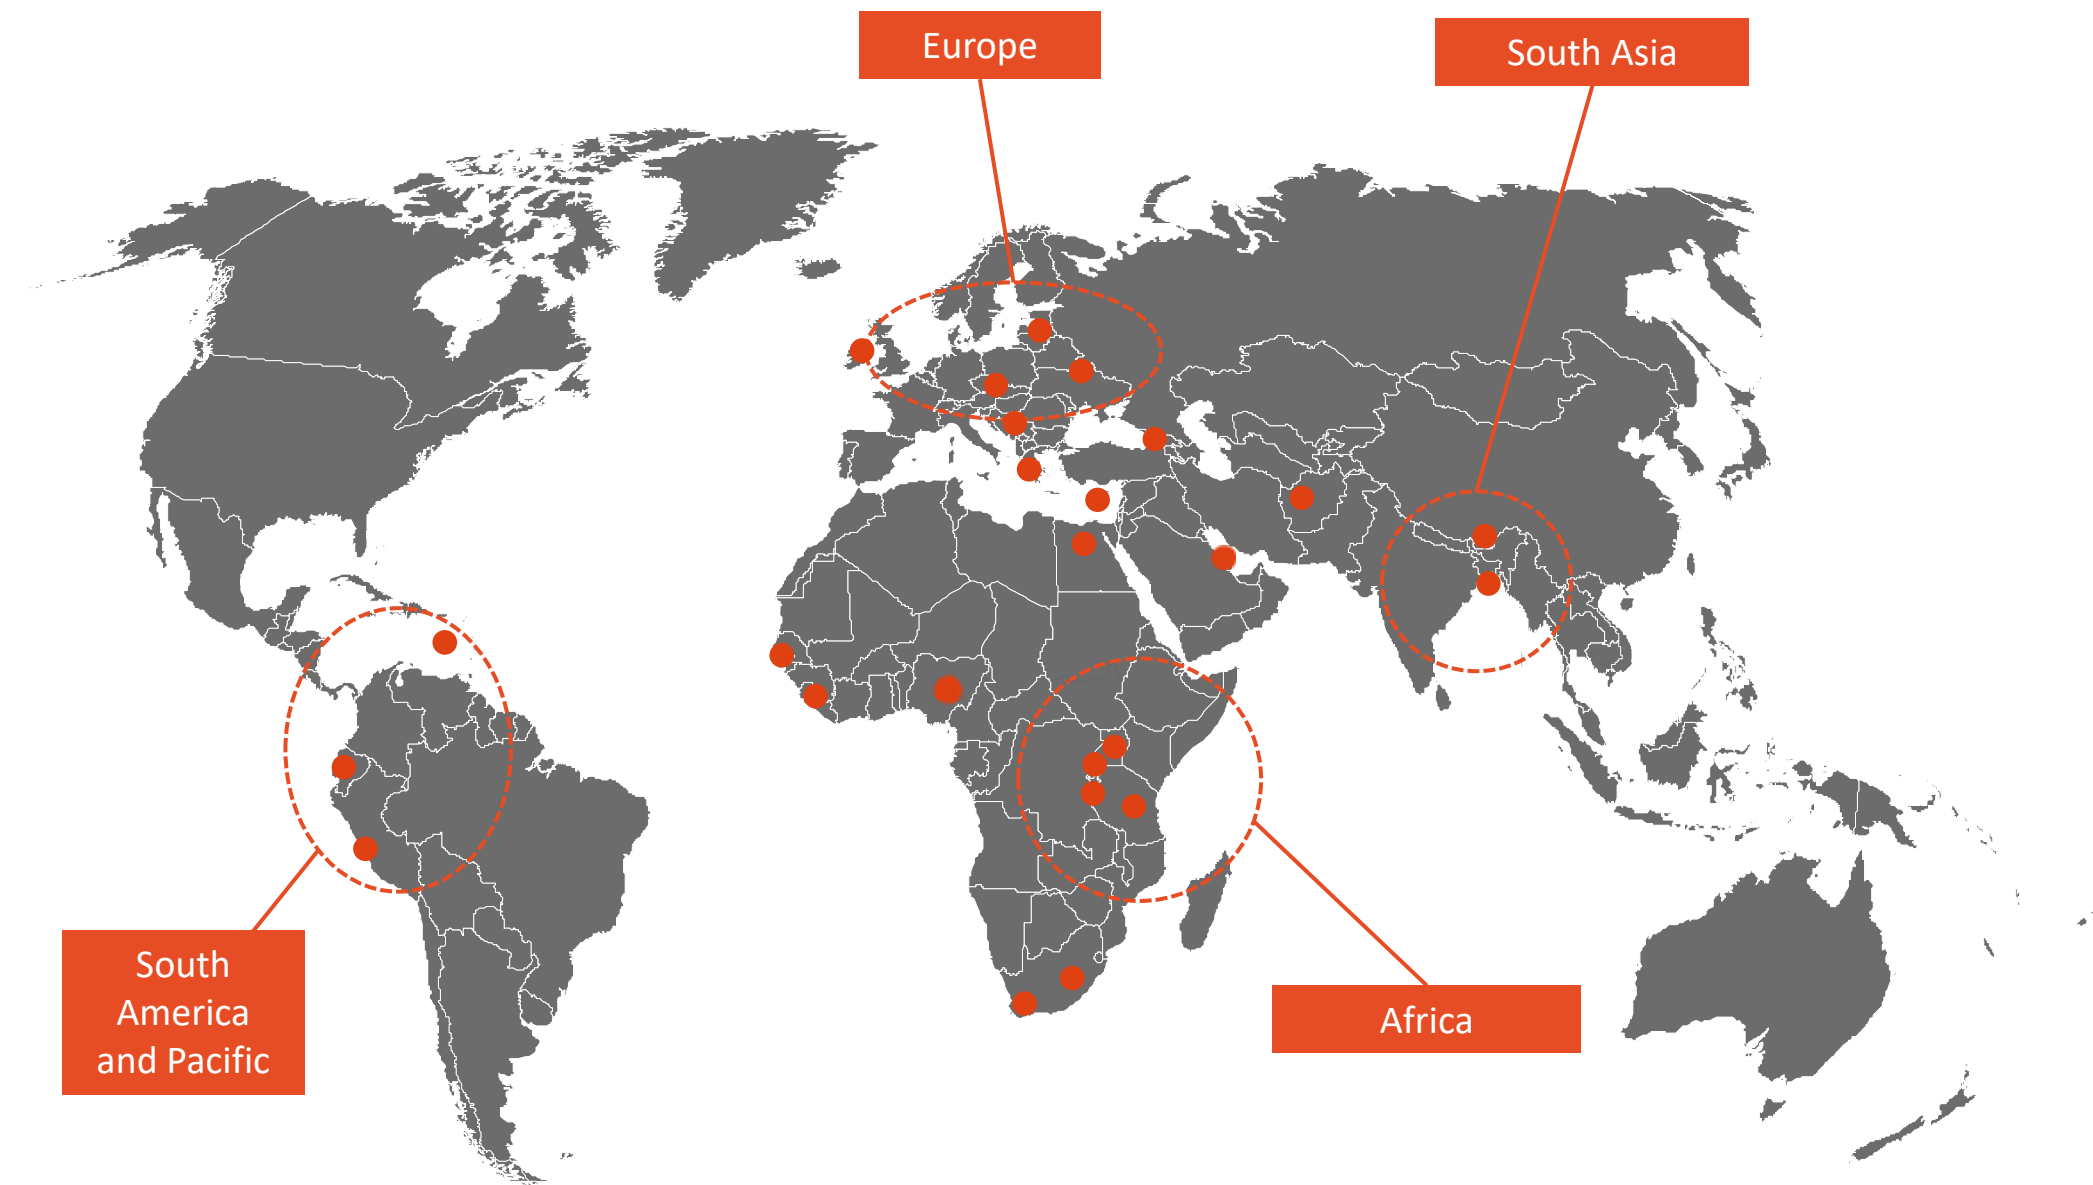 Europe
South Asia
South
America
and Pacific
Africa